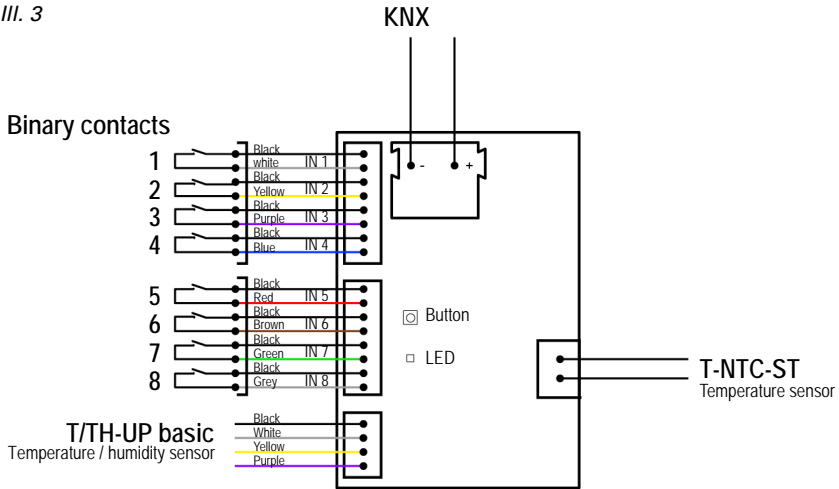 Ill. 3
KNX
Binary contacts
- +
1
Black
white IN 1
2
Black
Yellow IN 2
3
Black
Purple IN 3
4
Black
Blue IN 4
5
Black
Red IN 5
6
Black
Brown IN 6
7
Black
Green IN 7
8
Black
Grey IN 8
Button
LED
T-NTC-ST
Temperature sensor
T/TH-UP basic
Temperature / humidity sensor
Black
White
Yellow
Purple